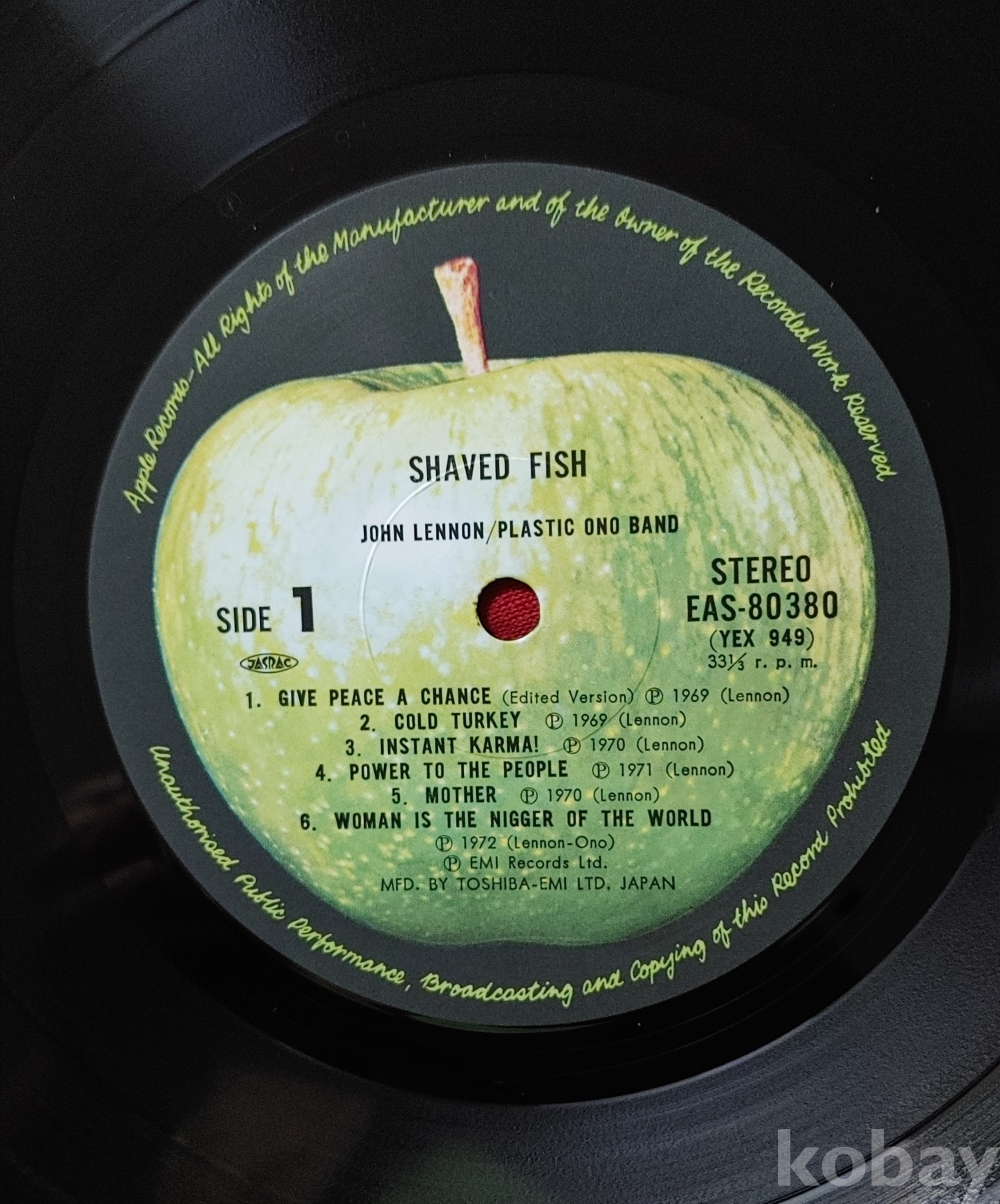 Apple Records-All Rights of the Manufacturer and of the Owner of the Recorded Work Reserved
SHAVED FISH
JOHN LENNON/PLASTIC ONO BAND
STEREO
EAS-80380
(YEX 949)
33⅓ r. p. m.
SIDE 1
JASRAC
1. GIVE PEACE A CHANCE (Edited Version) ℗ 1969 (Lennon)
2. COLD TURKEY ℗ 1969 (Lennon)
3. INSTANT KARMA! ℗ 1970 (Lennon)
4. POWER TO THE PEOPLE ℗ 1971 (Lennon)
5. MOTHER ℗ 1970 (Lennon)
6. WOMAN IS THE NIGGER OF THE WORLD
℗ 1972 (Lennon-Ono)
℗ EMI Records Ltd.
MFD. BY TOSHIBA-EMI LTD. JAPAN
Unauthorised Public Performance, Broadcasting and Copying of this Record Prohibited
kobay